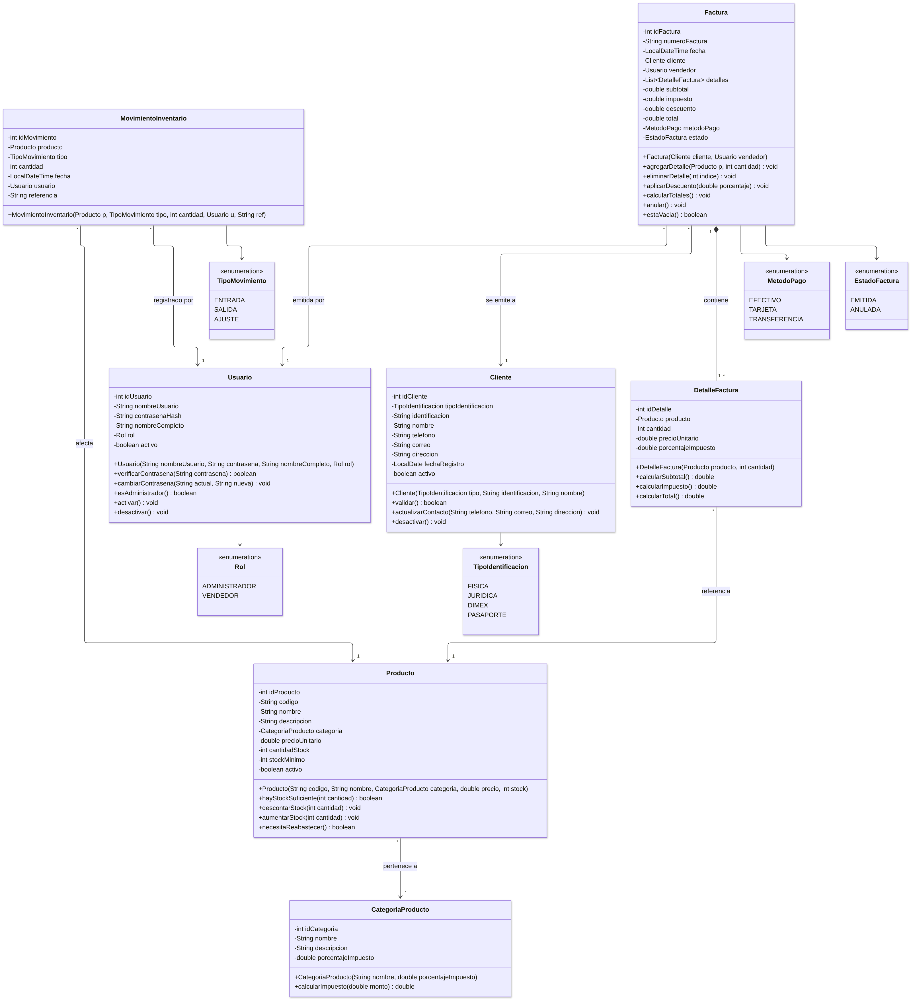 Factura
-int idFactura
-String numeroFactura
-LocalDateTime fecha
-Cliente cliente
-Usuario vendedor
-List<DetalleFactura> detalles
-double subtotal
-double impuesto
-double descuento
-double total
-MetodoPago metodoPago
-EstadoFactura estado
+Factura(Cliente cliente, Usuario vendedor)
+agregarDetalle(Producto p, int cantidad) : void
+eliminarDetalle(int indice) : void
+aplicarDescuento(double porcentaje) : void
+calcularTotales() : void
+anular() : void
+estaVacia() : boolean
MovimientoInventario
-int idMovimiento
-Producto producto
-TipoMovimiento tipo
-int cantidad
-LocalDateTime fecha
-Usuario usuario
-String referencia
+MovimientoInventario(Producto p, TipoMovimiento tipo, int cantidad, Usuario u, String ref)
*
*
*
*
1
«enumeration»
TipoMovimiento
ENTRADA
SALIDA
AJUSTE
«enumeration»
MetodoPago
EFECTIVO
TARJETA
TRANSFERENCIA
«enumeration»
EstadoFactura
EMITIDA
ANULADA
registrado por
emitida por
se emite a
contiene
1
1
1
1..*
Usuario
-int idUsuario
-String nombreUsuario
-String contrasenaHash
-String nombreCompleto
-Rol rol
-boolean activo
+Usuario(String nombreUsuario, String contrasena, String nombreCompleto, Rol rol)
+verificarContrasena(String contrasena) : boolean
+cambiarContrasena(String actual, String nueva) : void
+esAdministrador() : boolean
+activar() : void
+desactivar() : void
Cliente
-int idCliente
-TipoIdentificacion tipoIdentificacion
-String identificacion
-String nombre
-String telefono
-String correo
-String direccion
-LocalDate fechaRegistro
-boolean activo
+Cliente(TipoIdentificacion tipo, String identificacion, String nombre)
+validar() : boolean
+actualizarContacto(String telefono, String correo, String direccion) : void
+desactivar() : void
DetalleFactura
-int idDetalle
-Producto producto
-int cantidad
-double precioUnitario
-double porcentajeImpuesto
+DetalleFactura(Producto producto, int cantidad)
+calcularSubtotal() : double
+calcularImpuesto() : double
+calcularTotal() : double
*
afecta
«enumeration»
Rol
ADMINISTRADOR
VENDEDOR
«enumeration»
TipoIdentificacion
FISICA
JURIDICA
DIMEX
PASAPORTE
referencia
1
1
Producto
-int idProducto
-String codigo
-String nombre
-String descripcion
-CategoriaProducto categoria
-double precioUnitario
-int cantidadStock
-int stockMinimo
-boolean activo
+Producto(String codigo, String nombre, CategoriaProducto categoria, double precio, int stock)
+hayStockSuficiente(int cantidad) : boolean
+descontarStock(int cantidad) : void
+aumentarStock(int cantidad) : void
+necesitaReabastecer() : boolean
*
pertenece a
1
CategoriaProducto
-int idCategoria
-String nombre
-String descripcion
-double porcentajeImpuesto
+CategoriaProducto(String nombre, double porcentajeImpuesto)
+calcularImpuesto(double monto) : double